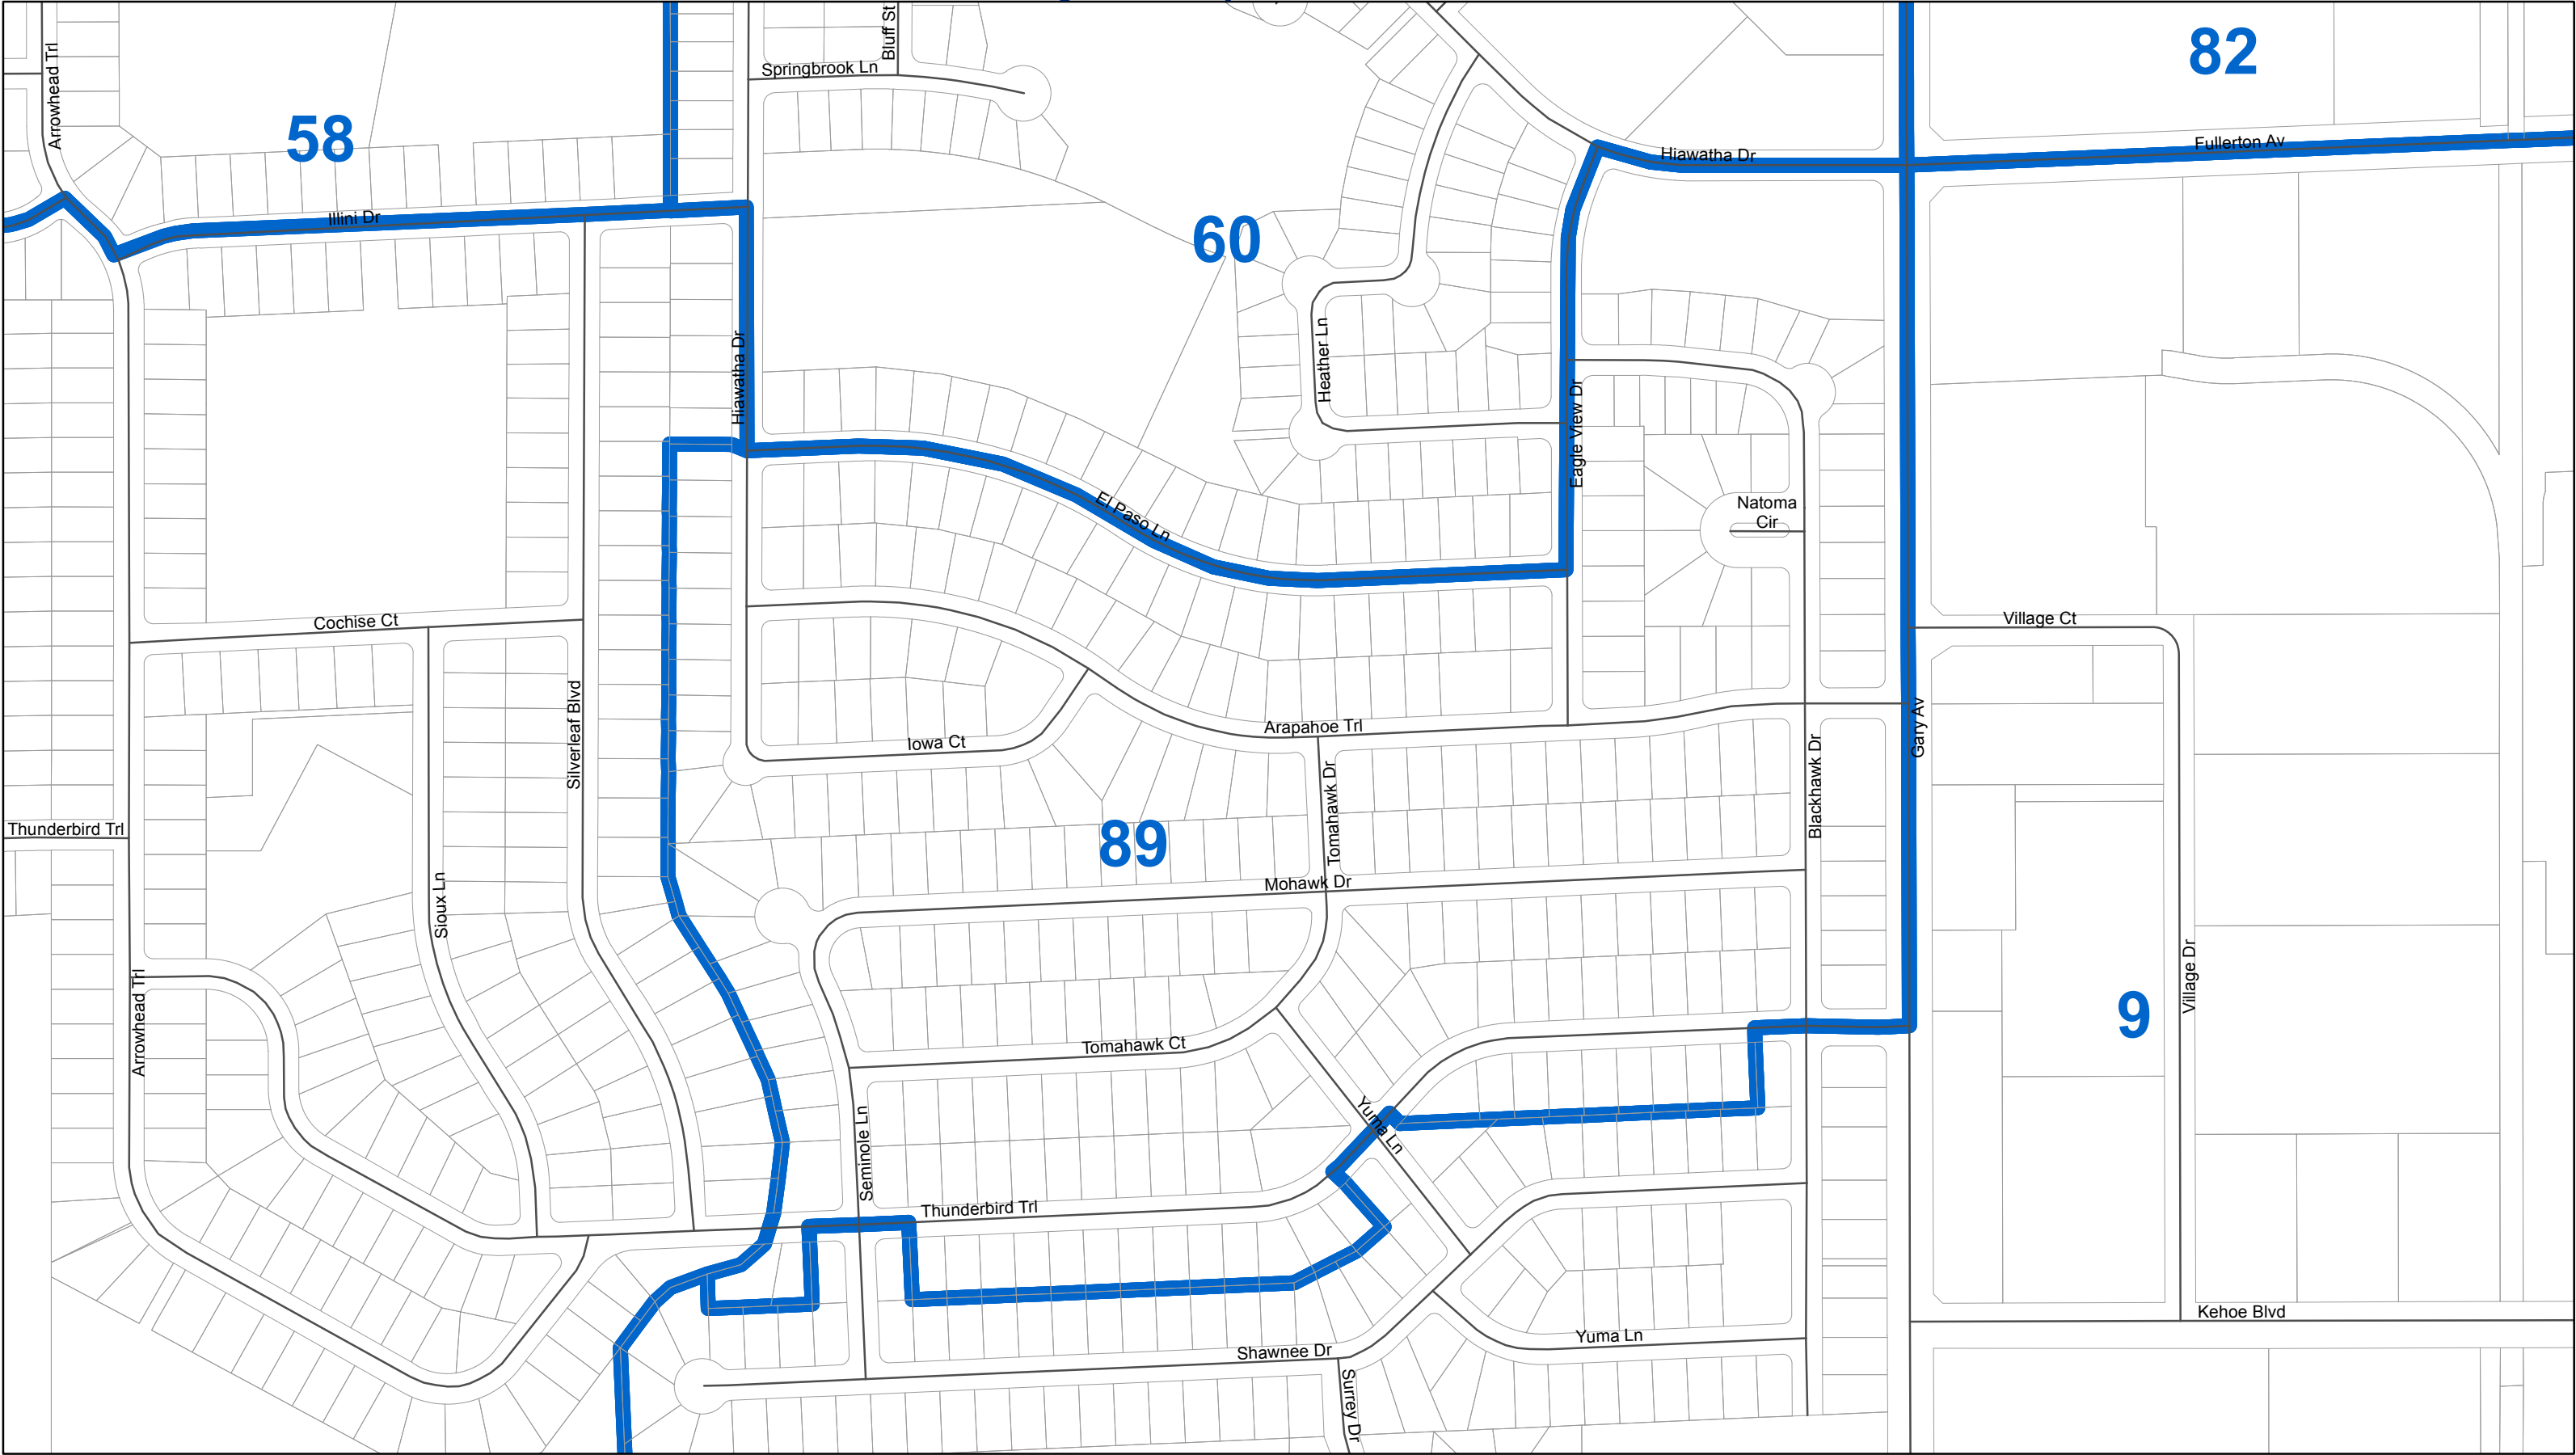 Bluff St
82
Arrowhead Trl
Springbrook Ln
58
Fullerton Av
Hiawatha Dr
Illini Dr
60
Hiawatha Dr
Heather Ln
Eagle View Dr
El Paso Ln
Natoma
Cir
Cochise Ct
Village Ct
Silverleaf Blvd
Arapahoe Trl
Gary Av
Iowa Ct
Tomahawk Dr
Blackhawk Dr
Thunderbird Trl
89
Mohawk Dr
Sioux Ln
Village Dr
9
Arrowhead Trl
Tomahawk Ct
Yuma Ln
Seminole Ln
Thunderbird Trl
Kehoe Blvd
Yuma Ln
Shawnee Dr
Surrey Dr